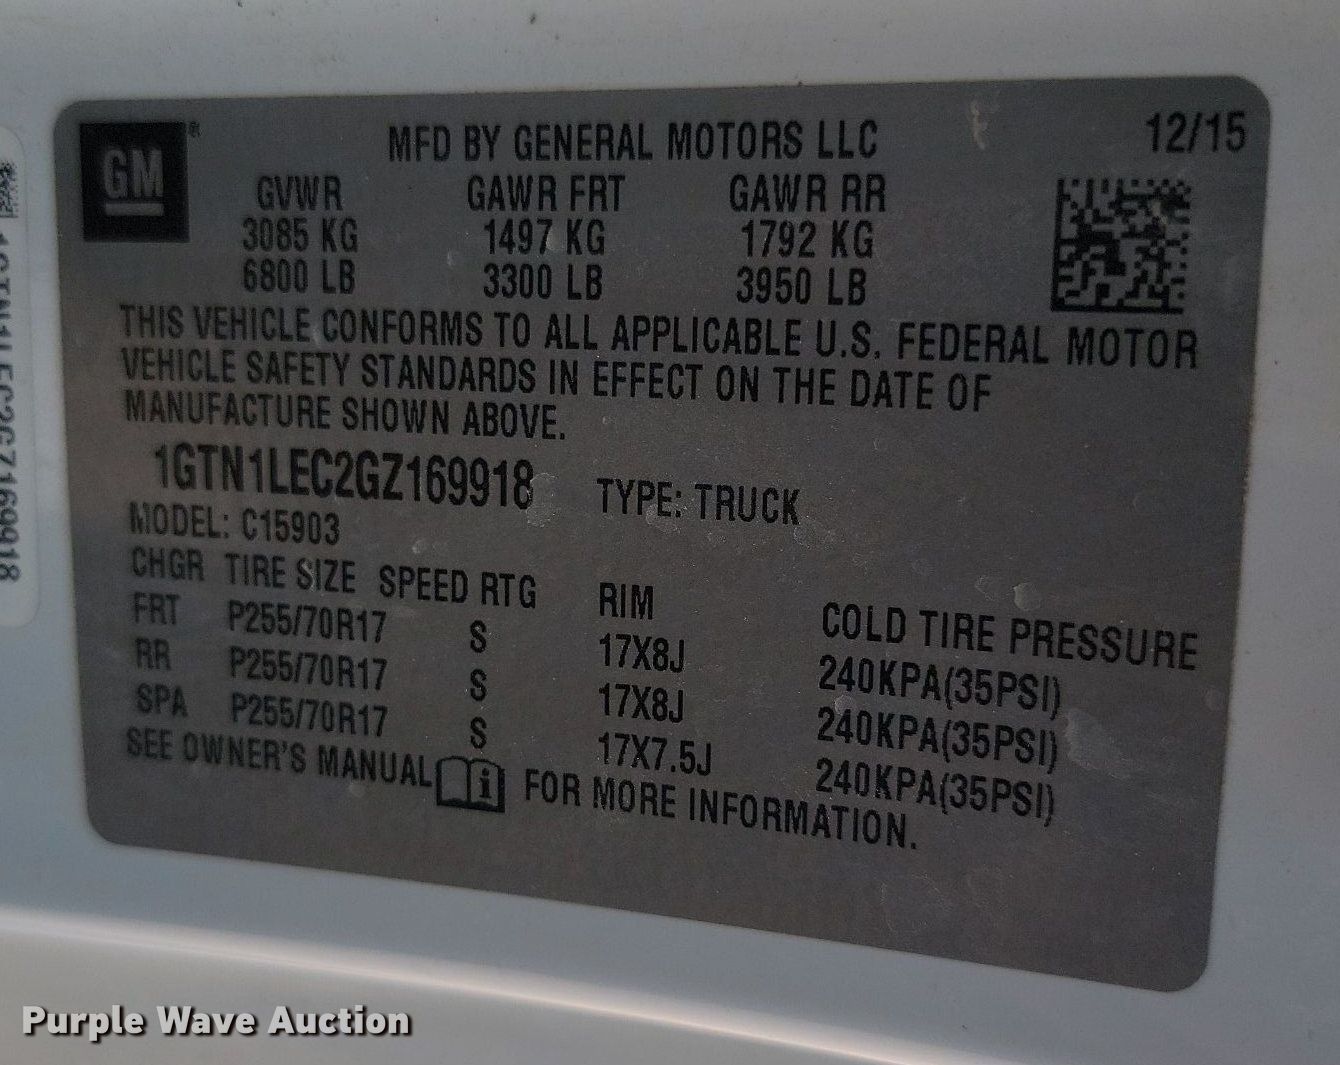 GM
MFD BY GENERAL MOTORS LLC 12/15
GVWR GAWR FRT GAWR RR
3085 KG 1497 KG 1792 KG
6800 LB 3300 LB 3950 LB
THIS VEHICLE CONFORMS TO ALL APPLICABLE U.S. FEDERAL MOTOR
VEHICLE SAFETY STANDARDS IN EFFECT ON THE DATE OF
MANUFACTURE SHOWN ABOVE.
1GTN1LEC2GZ169918 TYPE: TRUCK
MODEL: C15903
CHGR TIRE SIZE SPEED RTG RIM COLD TIRE PRESSURE
FRT P255/70R17 S 17X8J 240KPA(35PSI)
RR P255/70R17 S 17X8J 240KPA(35PSI)
SPA P255/70R17 S 17X7.5J 240KPA(35PSI)
SEE OWNER'S MANUAL i FOR MORE INFORMATION.
1GTN1LEC2GZ169918
Purple Wave Auction